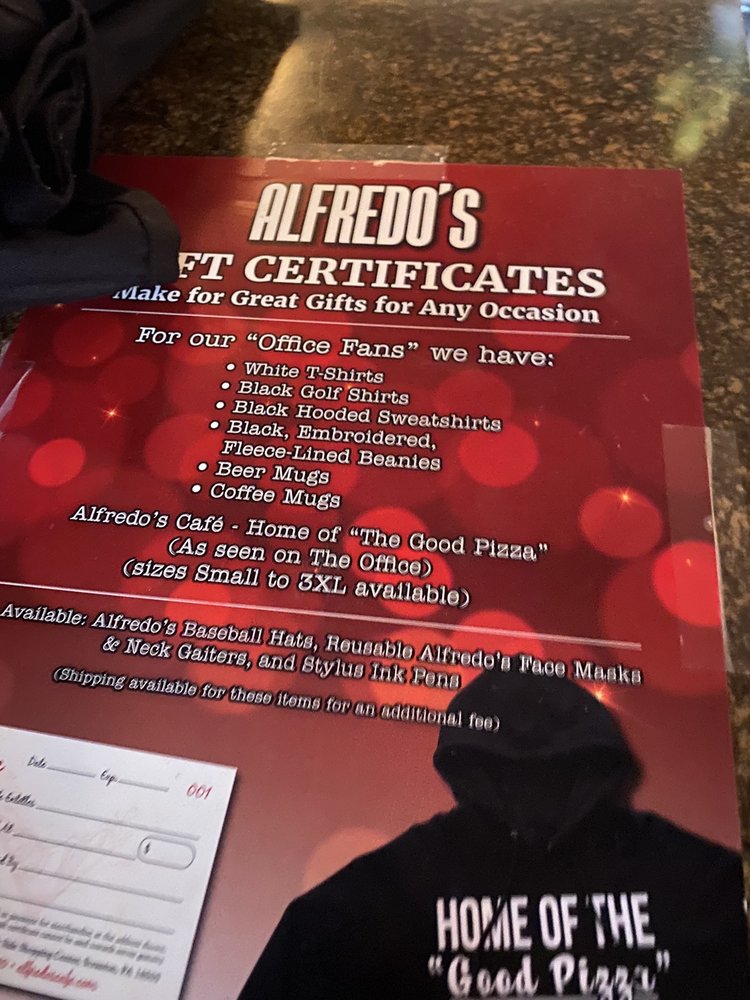 ALFREDO'S
FT CERTIFICATES
Make for Great Gifts for Any Occasion
For our "Office Fans" we have:
• White T-Shirts
• Black Golf Shirts
• Black Hooded Sweatshirts
• Black, Embroidered,
Fleece-Lined Beanies
• Beer Mugs
• Coffee Mugs
Alfredo's Café - Home of "The Good Pizza"
(As seen on The Office)
(sizes Small to 3XL available)
Available: Alfredo's Baseball Hats, Reusable Alfredo's Face Masks
& Neck Gaiters, and Stylus Ink Pens
(Shipping available for these items for an additional fee)
Date Exp. 001
$
HOME OF THE
"Good Pizza"